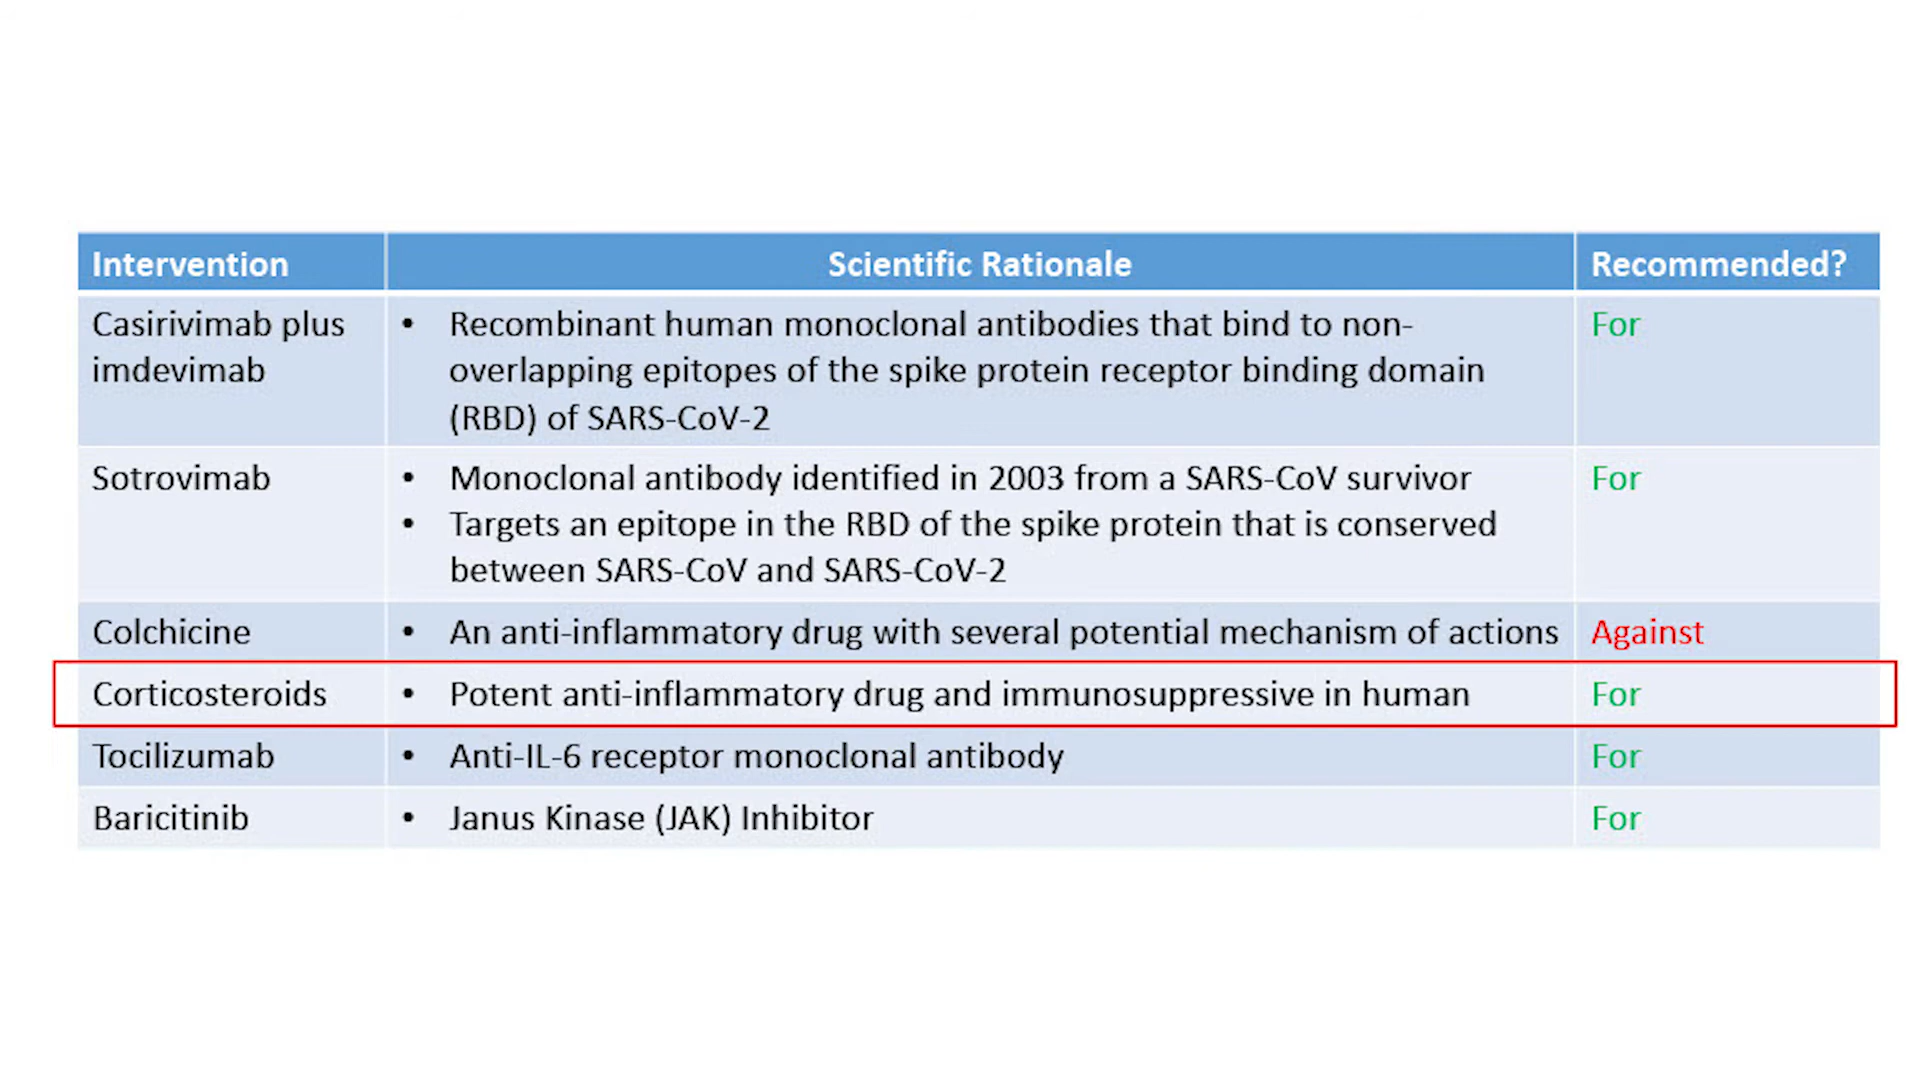 Intervention Scientific Rationale Recommended?
Casirivimab plus • Recombinant human monoclonal antibodies that bind to non- For
imdevimab overlapping epitopes of the spike protein receptor binding domain
(RBD) of SARS-CoV-2
Sotrovimab • Monoclonal antibody identified in 2003 from a SARS-CoV survivor For
• Targets an epitope in the RBD of the spike protein that is conserved
between SARS-CoV and SARS-CoV-2
Colchicine • An anti-inflammatory drug with several potential mechanism of actions Against
Corticosteroids • Potent anti-inflammatory drug and immunosuppressive in human For
Tocilizumab • Anti-IL-6 receptor monoclonal antibody For
Baricitinib • Janus Kinase (JAK) Inhibitor For